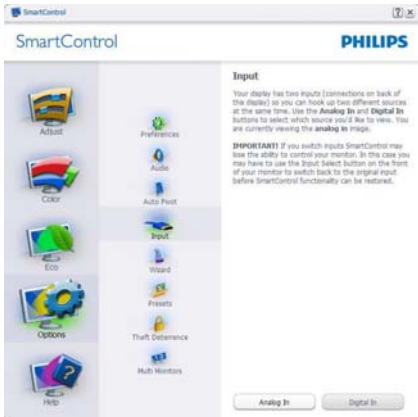 SmartControl
SmartControl
PHILIPS
Adjust
Color
Eco
Options
Help
Preferences
Audio
Auto Pivot
Input
Wizard
Presets
Theft Deterrence
Multi Monitors
Input
Your display has two inputs (connections on back of
the display) so you can hook up two different sources
at the same time. Use the Analog In and Digital In
buttons to select which source you'd like to view. You
are currently viewing the analog in image.
IMPORTANT! If you switch inputs SmartControl may
lose the ability to control your monitor. In this case you
may have to use the Input Select button on the front
of your monitor to switch back to the original input
before SmartControl functionality can be restored.
Analog In
Digital In